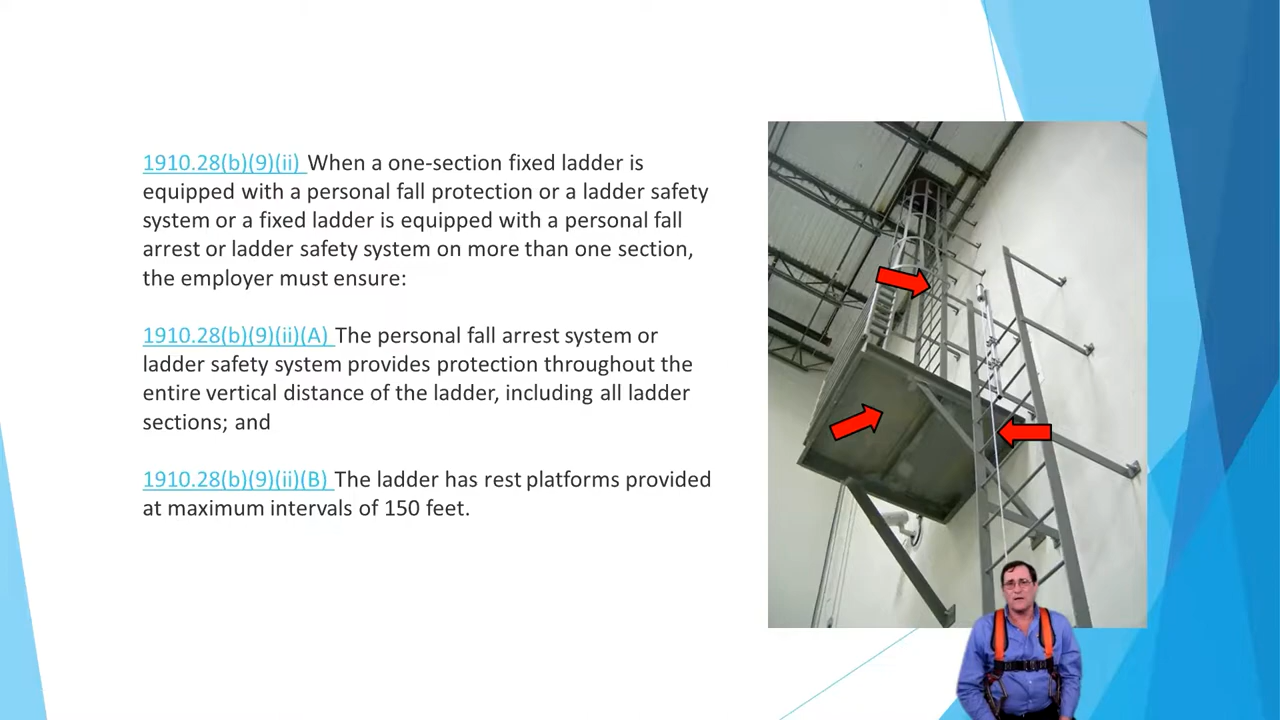 1910.28(b)(9)(ii) When a one-section fixed ladder is
equipped with a personal fall protection or a ladder safety
system or a fixed ladder is equipped with a personal fall
arrest or ladder safety system on more than one section,
the employer must ensure:
1910.28(b)(9)(ii)(A) The personal fall arrest system or
ladder safety system provides protection throughout the
entire vertical distance of the ladder, including all ladder
sections; and
1910.28(b)(9)(ii)(B) The ladder has rest platforms provided
at maximum intervals of 150 feet.